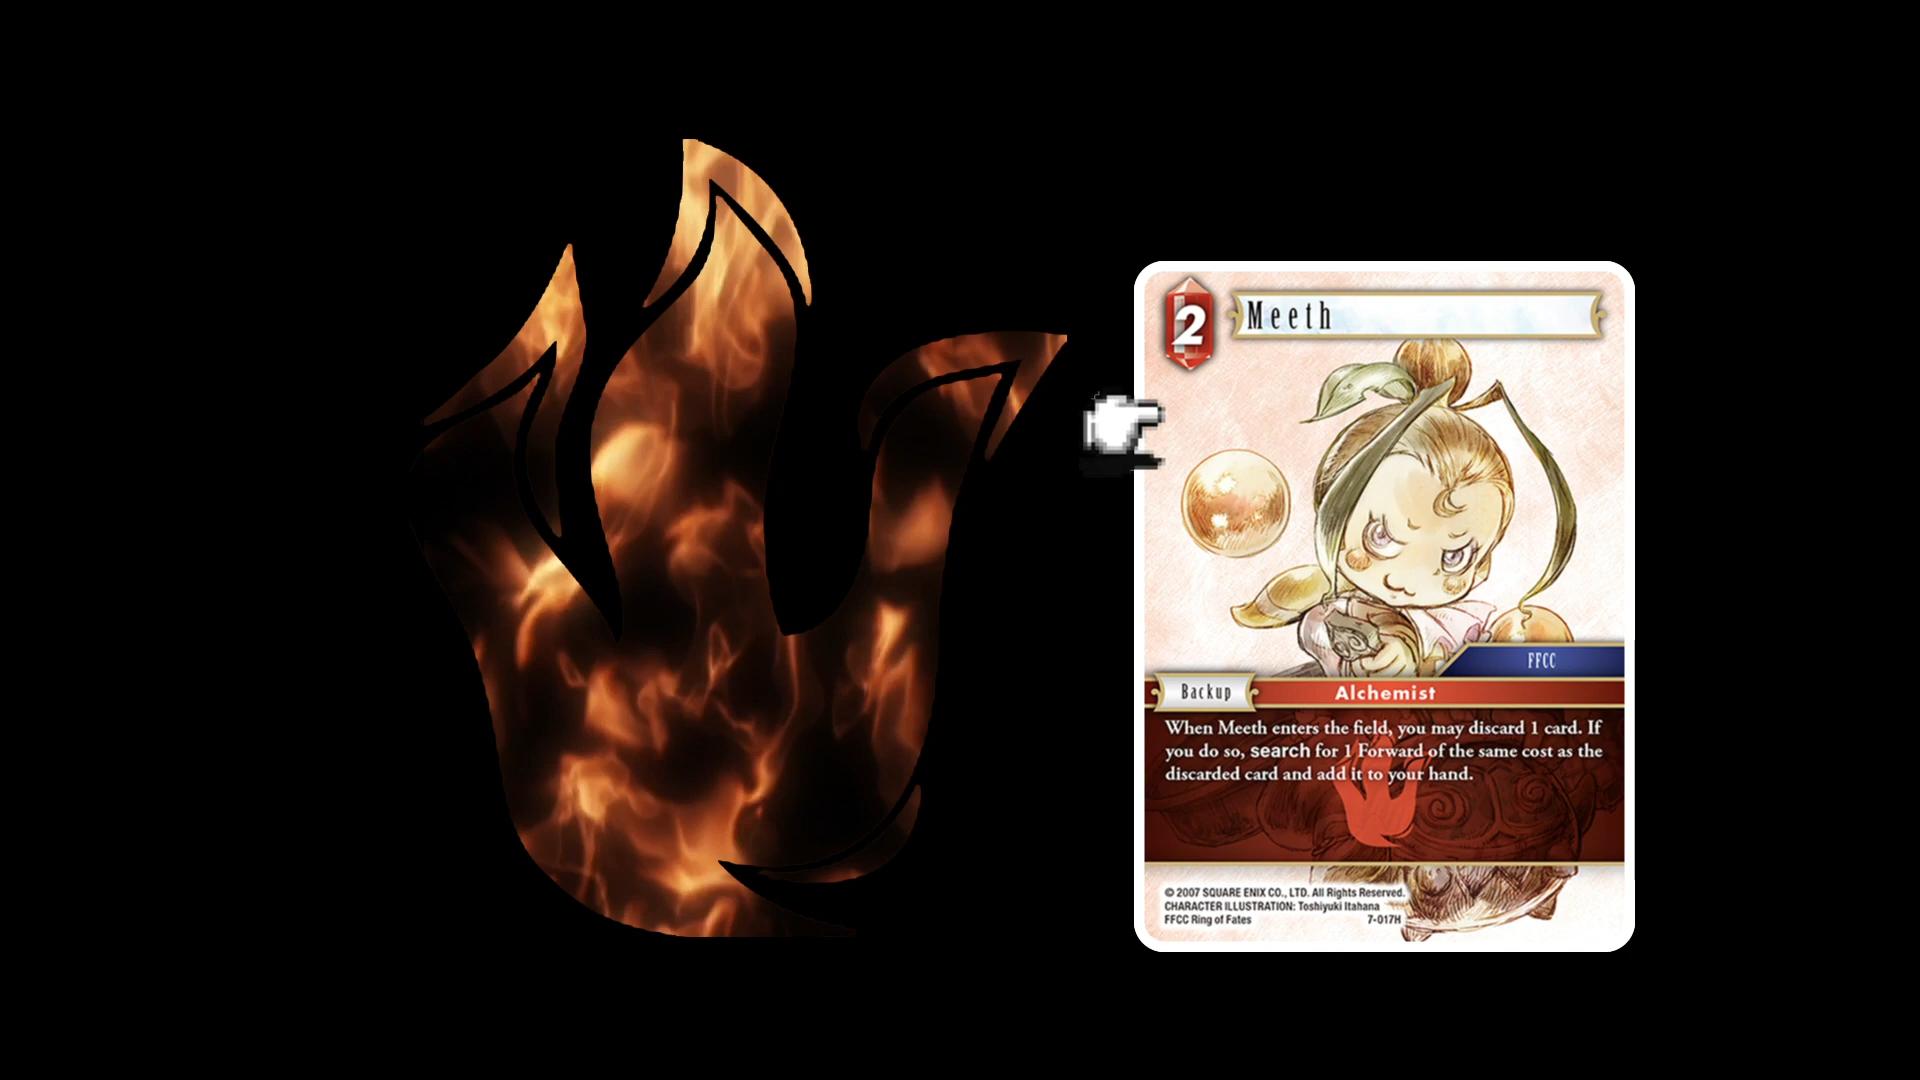 2
Meeth
FFCC
Backup
Alchemist
When Meeth enters the field, you may discard 1 card. If
you do so, search for 1 Forward of the same cost as the
discarded card and add it to your hand.
© 2007 SQUARE ENIX CO., LTD. All Rights Reserved.
CHARACTER ILLUSTRATION: Toshiyuki Itahana
FFCC Ring of Fates 7-017H